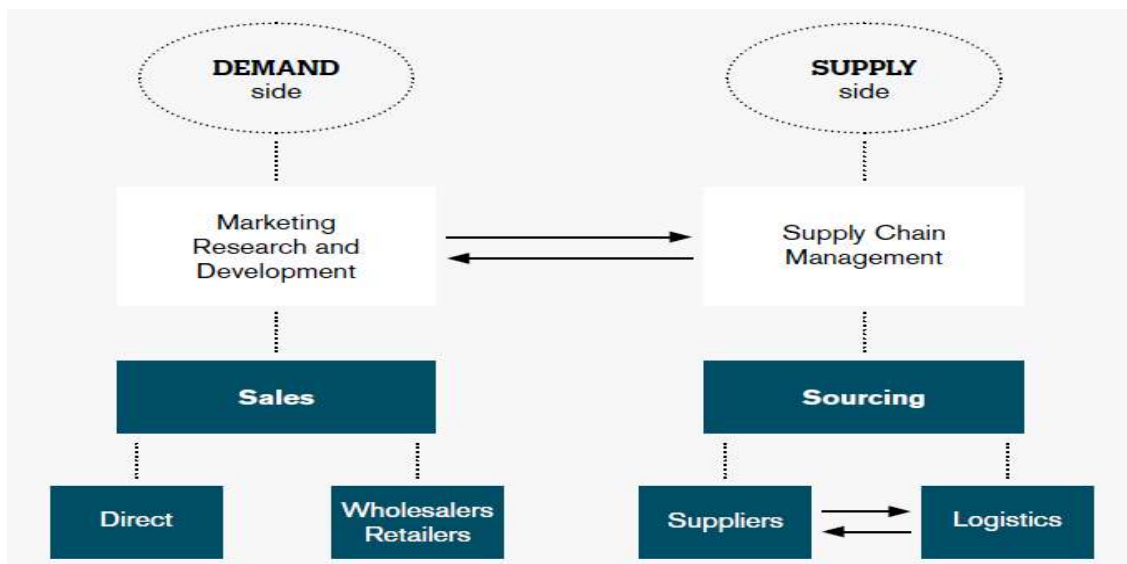 DEMAND
side
SUPPLY
side
Marketing
Research and
Development
Supply Chain
Management
Sales
Sourcing
Direct
Wholesalers
Retailers
Suppliers
Logistics